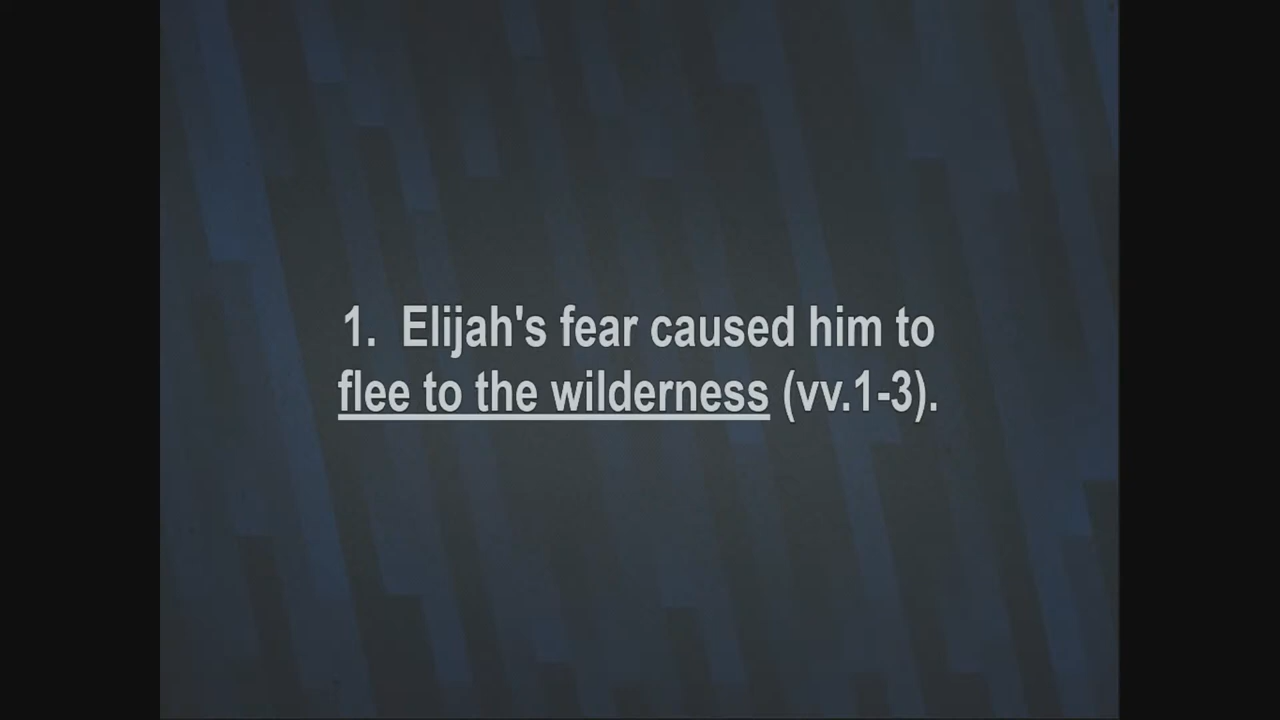 1.  Elijah's fear caused him to
flee to the wilderness (vv.1-3).